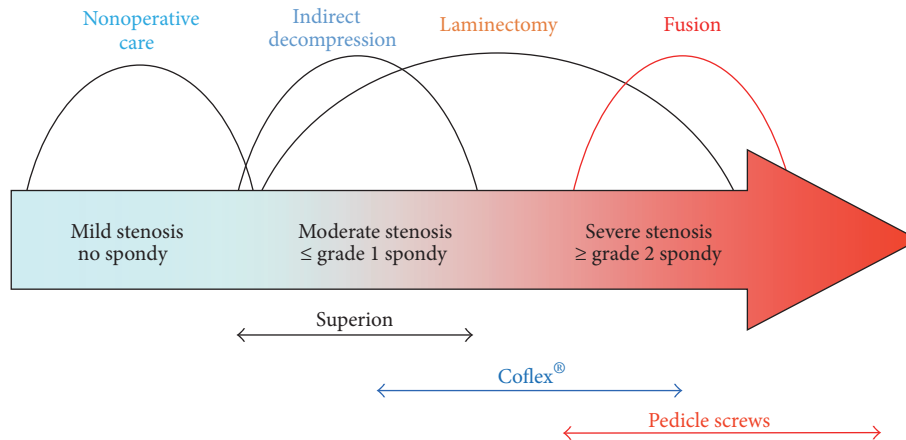 Nonoperative
care
Indirect
decompression
Laminectomy
Fusion
Mild stenosis
no spondy
Moderate stenosis
≤ grade 1 spondy
Severe stenosis
≥ grade 2 spondy
Superion
Coflex®
Pedicle screws